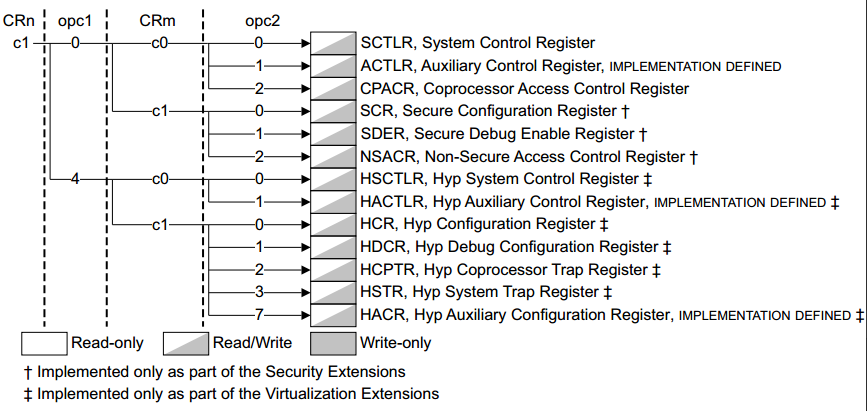 CRn opc1 CRm opc2
c1 0 c0 0 SCTLR, System Control Register
1 ACTLR, Auxiliary Control Register, IMPLEMENTATION DEFINED
2 CPACR, Coprocessor Access Control Register
c1 0 SCR, Secure Configuration Register †
1 SDER, Secure Debug Enable Register †
2 NSACR, Non-Secure Access Control Register †
4 c0 0 HSCTLR, Hyp System Control Register ‡
1 HACTLR, Hyp Auxiliary Control Register, IMPLEMENTATION DEFINED ‡
c1 0 HCR, Hyp Configuration Register ‡
1 HDCR, Hyp Debug Configuration Register ‡
2 HCPTR, Hyp Coprocessor Trap Register ‡
3 HSTR, Hyp System Trap Register ‡
7 HACR, Hyp Auxiliary Configuration Register, IMPLEMENTATION DEFINED ‡
Read-only Read/Write Write-only
† Implemented only as part of the Security Extensions
‡ Implemented only as part of the Virtualization Extensions